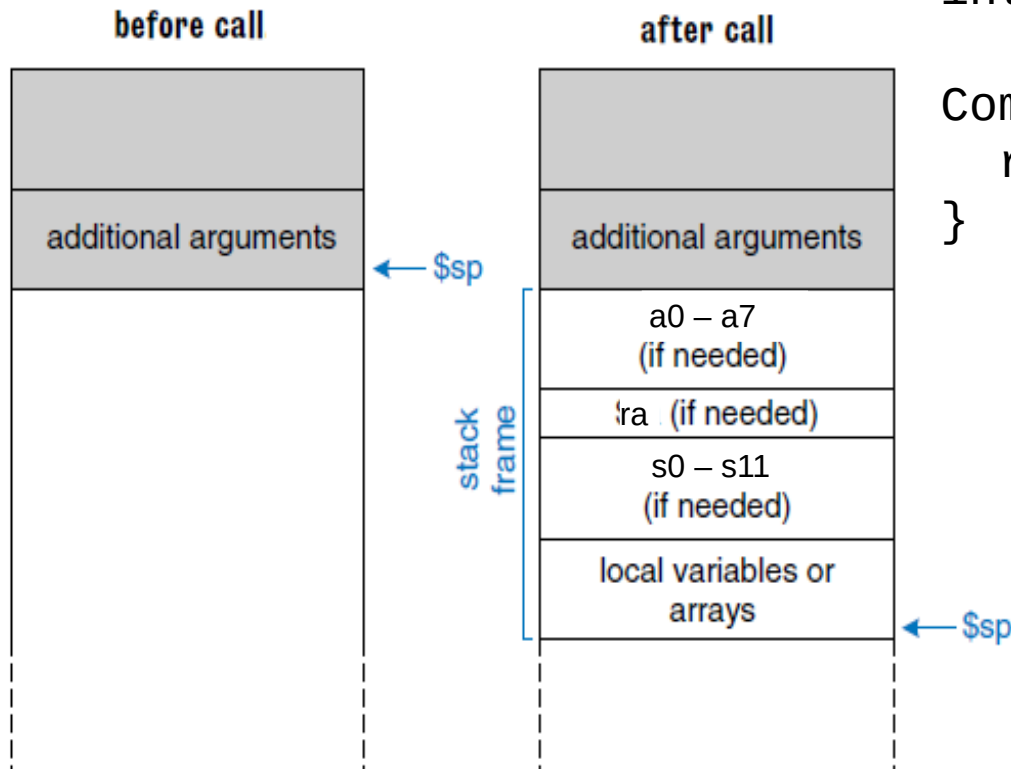 before call
after call
Com
r
}
additional arguments
$sp
additional arguments
a0 – a7
(if needed)
ra (if needed)
s0 – s11
(if needed)
local variables or
arrays
$sp
stack
frame